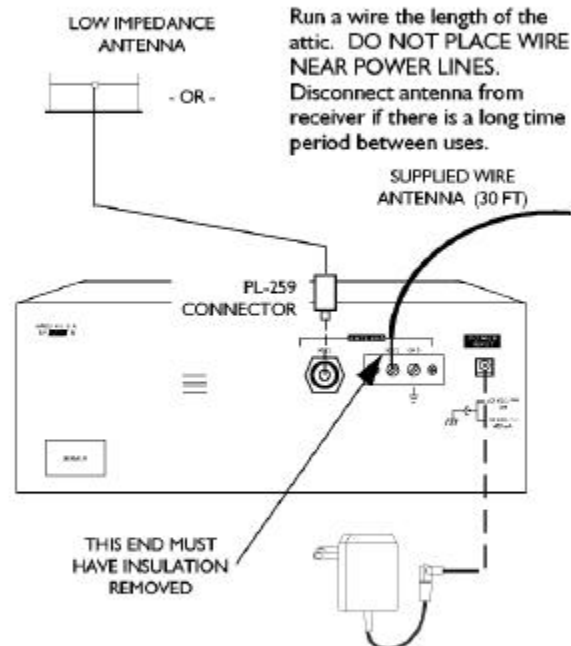 LOW IMPEDANCE
ANTENNA
- OR -
Run a wire the length of the
attic. DO NOT PLACE WIRE
NEAR POWER LINES.
Disconnect antenna from
receiver if there is a long time
period between uses.
SUPPLIED WIRE
ANTENNA (30 FT)
PL-259
CONNECTOR
ANTENNA
POWER
THIS END MUST
HAVE INSULATION
REMOVED